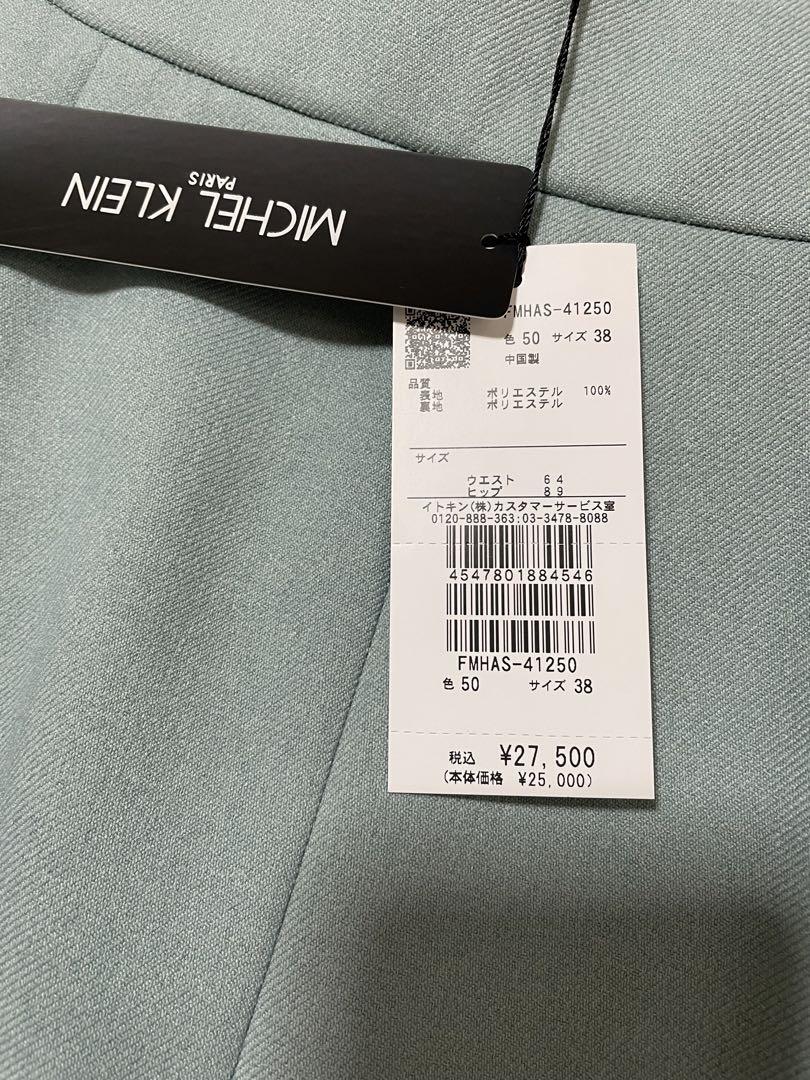 MICHEL KLEIN
PARIS
FMHAS-41250
色 50 サイズ 38
中国製
品質
表地 ポリエステル 100%
裏地 ポリエステル
サイズ
ウエスト 64
ヒップ 89
イトキン(株)カスタマーサービス室
0120-888-363:03-3478-8088
4547801884546
FMHAS-41250
色 50 サイズ 38
税込 ¥27,500
(本体価格 ¥25,000)